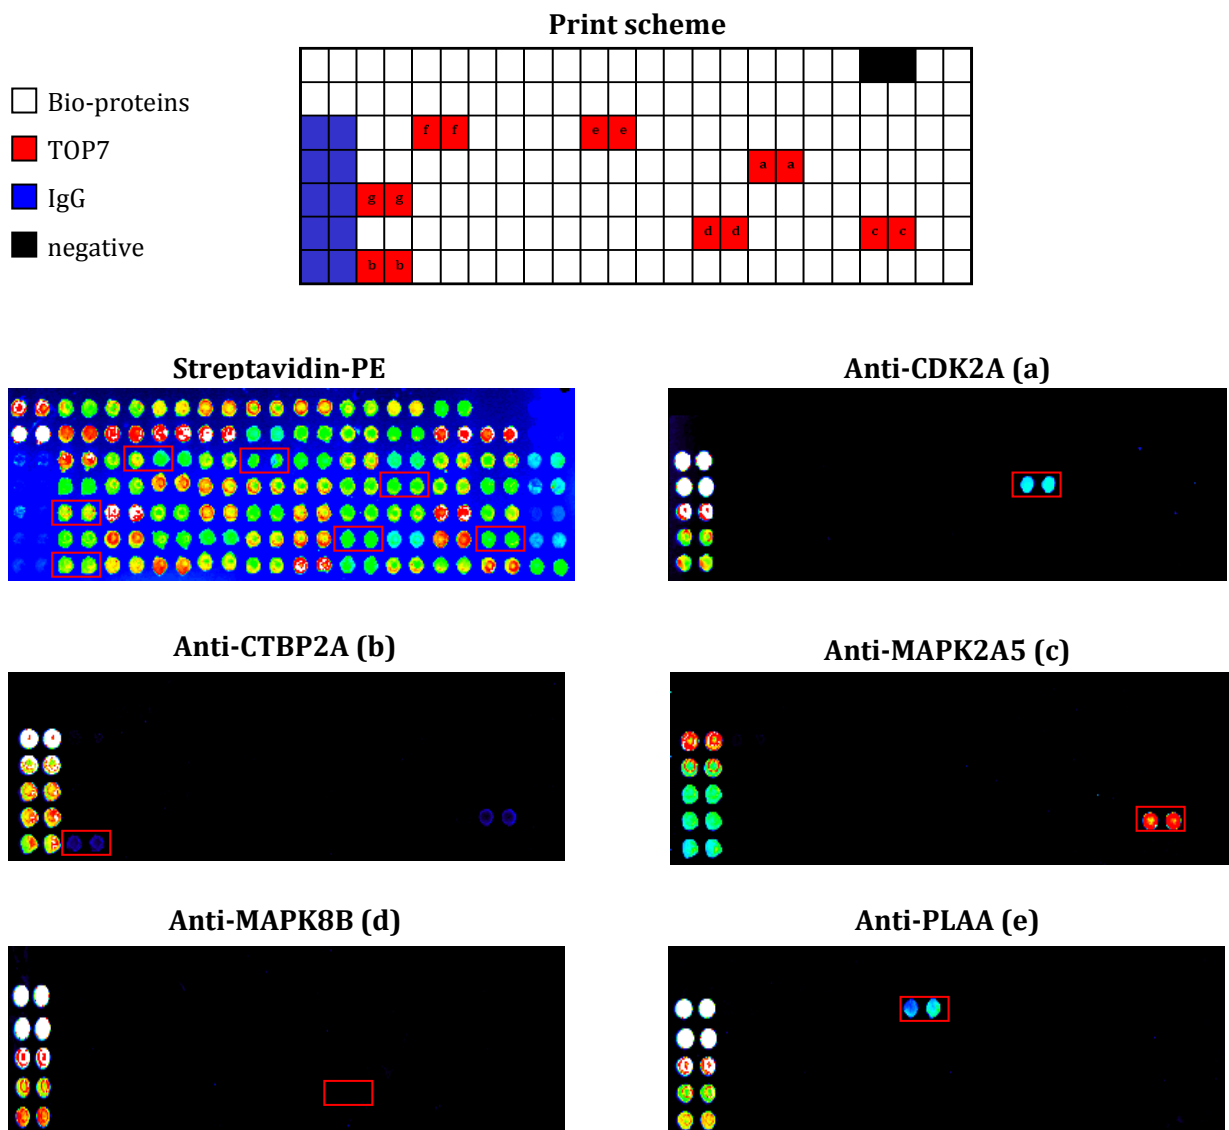 Print scheme
Bio-proteins
TOP7
IgG
negative
f f e e
a a
g g
d d c c
b b
Streptavidin-PE
Anti-CDK2A (a)
Anti-CTBP2A (b)
Anti-MAPK2A5 (c)
Anti-MAPK8B (d)
Anti-PLAA (e)